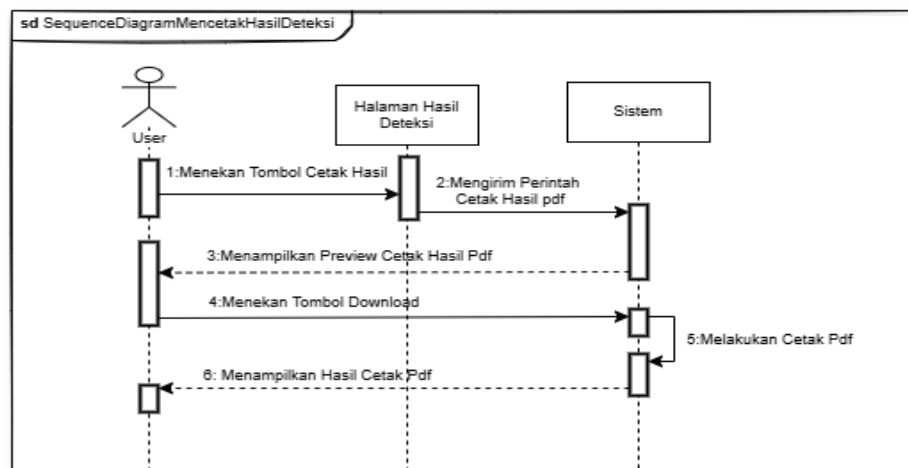 sd SequenceDiagramMencetakHasilDeteksi
User
Halaman Hasil
Deteksi
Sistem
1:Menekan Tombol Cetak Hasil
2:Mengirim Perintah
Cetak Hasil pdf
3:Menampilkan Preview Cetak Hasil Pdf
4:Menekan Tombol Download
5:Melakukan Cetak Pdf
6: Menampilkan Hasil Cetak Pdf